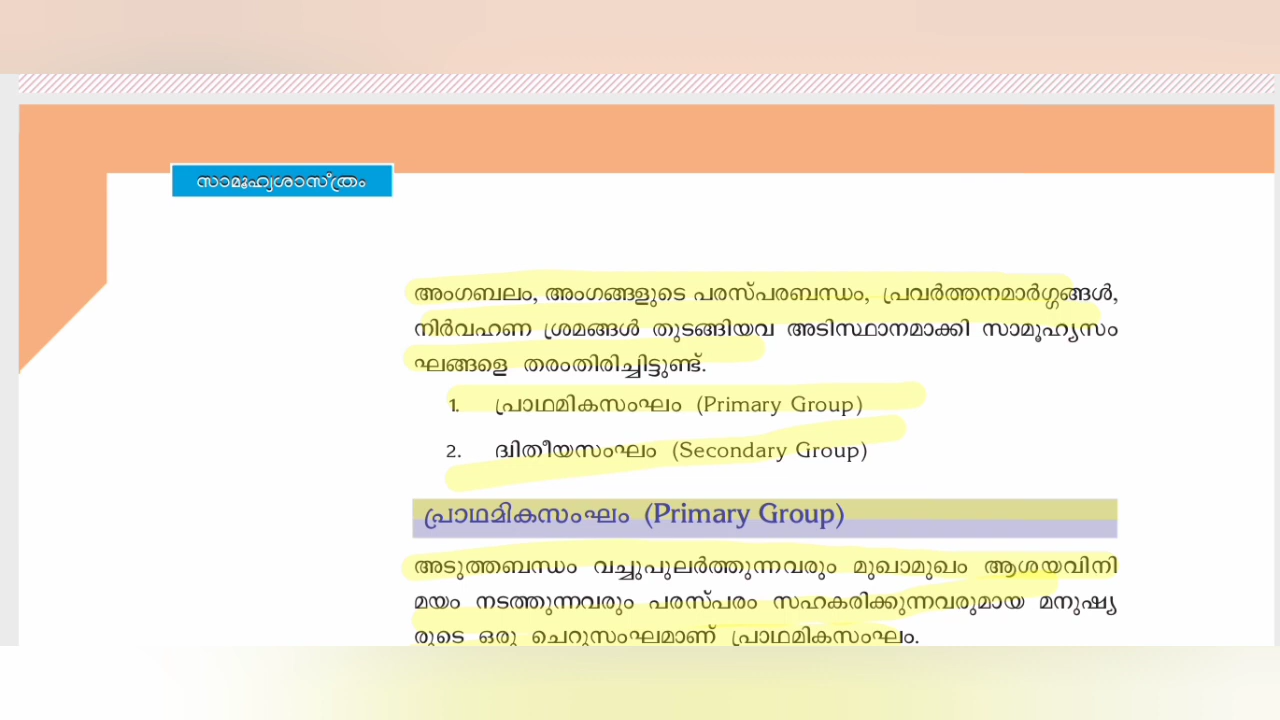 സാമൂഹ്യശാസ്ത്രം
അംഗബലം, അംഗങ്ങളുടെ പരസ്പരബന്ധം, പ്രവർത്തനമാർഗ്ഗങ്ങൾ,
നിർവഹണ ശ്രമങ്ങൾ തുടങ്ങിയവ അടിസ്ഥാനമാക്കി സാമൂഹ്യസം
ഘങ്ങളെ തരംതിരിച്ചിട്ടുണ്ട്.
1. പ്രാഥമികസംഘം (Primary Group)
2. ദ്വിതീയസംഘം (Secondary Group)
പ്രാഥമികസംഘം (Primary Group)
അടുത്തബന്ധം വച്ചുപുലർത്തുന്നവരും മുഖാമുഖം ആശയവിനി
മയം നടത്തുന്നവരും പരസ്പരം സഹകരിക്കുന്നവരുമായ മനുഷ്യ
രുടെ ഒരു ചെറുസംഘമാണ് പ്രാഥമികസംഘം.